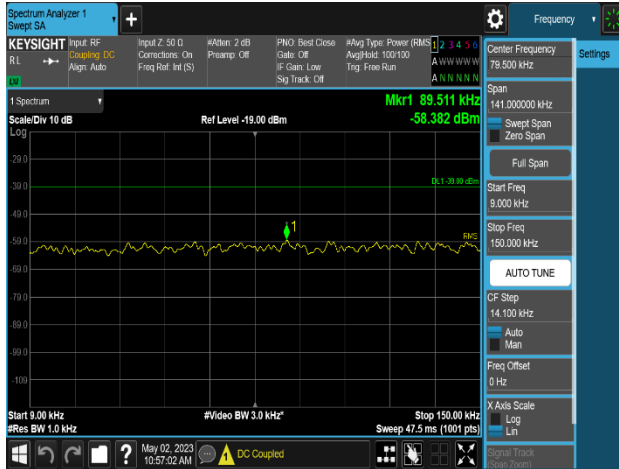 Spectrum Analyzer 1
Swept SA
+
Frequency
KEYSIGHT
RL
Input: RF
Coupling: DC
Align: Auto
Input Z: 50 Ω
Corrections: On
Freq Ref: Int (S)
#Atten: 2 dB
Preamp: Off
PNO: Best Close
Gate: Off
IF Gain: Low
Sig Track: Off
#Avg Type: Power (RMS
Avg|Hold: 100/100
Trig: Free Run
1 2 3 4 5 6
A W W W W W
A N N N N N
LXI
1 Spectrum
Scale/Div 10 dB
Ref Level -19.00 dBm
Mkr1 89.511 kHz
-58.382 dBm
Log
-29.0
-39.0
DL1 -39.00 dBm
-49.0
1
-59.0
RMS
-69.0
-79.0
-89.0
-99.0
-109
Start 9.00 kHz
#Video BW 3.0 kHz*
Stop 150.00 kHz
#Res BW 1.0 kHz
Sweep 47.5 ms (1001 pts)
?
May 02, 2023
10:57:02 AM
DC Coupled
Center Frequency
79.500 kHz
Settings
Span
141.000000 kHz
Swept Span
Zero Span
Full Span
Start Freq
9.000 kHz
Stop Freq
150.000 kHz
AUTO TUNE
CF Step
14.100 kHz
Auto
Man
Freq Offset
0 Hz
X Axis Scale
Log
Lin
Signal Track
(Span Zoom)